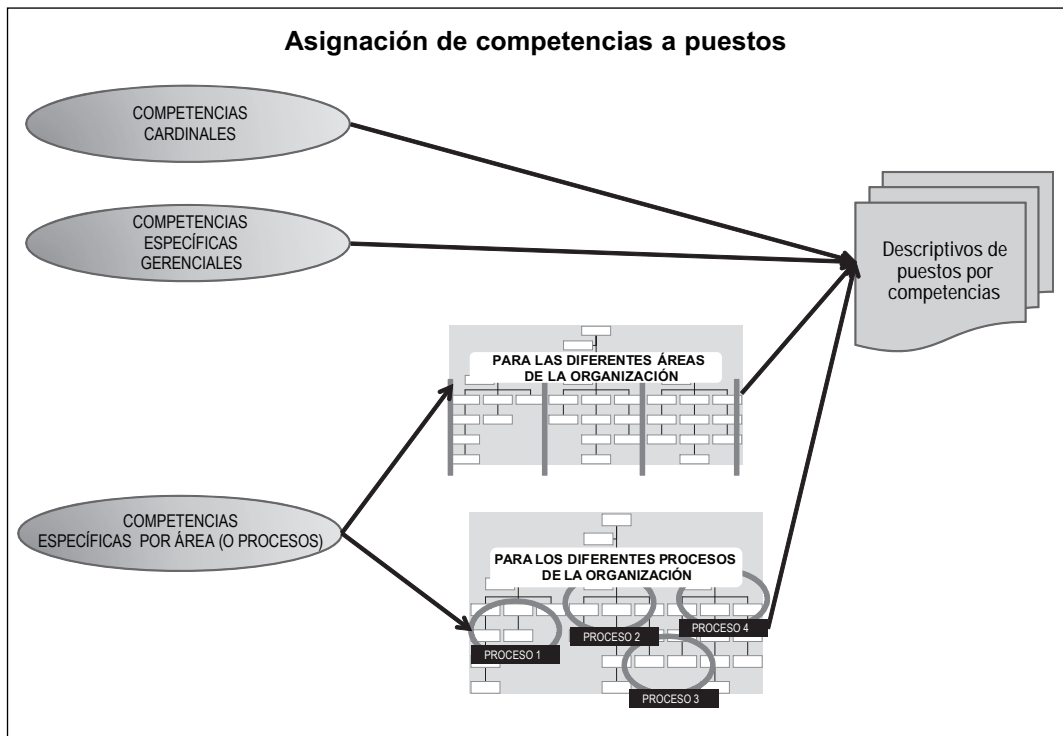 Asignación de competencias a puestos
COMPETENCIAS
CARDINALES
COMPETENCIAS
ESPECÍFICAS
GERENCIALES
Descriptivos de
puestos por
competencias
PARA LAS DIFERENTES ÁREAS
DE LA ORGANIZACIÓN
COMPETENCIAS
ESPECÍFICAS POR ÁREA (O PROCESOS)
PARA LOS DIFERENTES PROCESOS
DE LA ORGANIZACIÓN
PROCESO 1
PROCESO 2
PROCESO 4
PROCESO 3